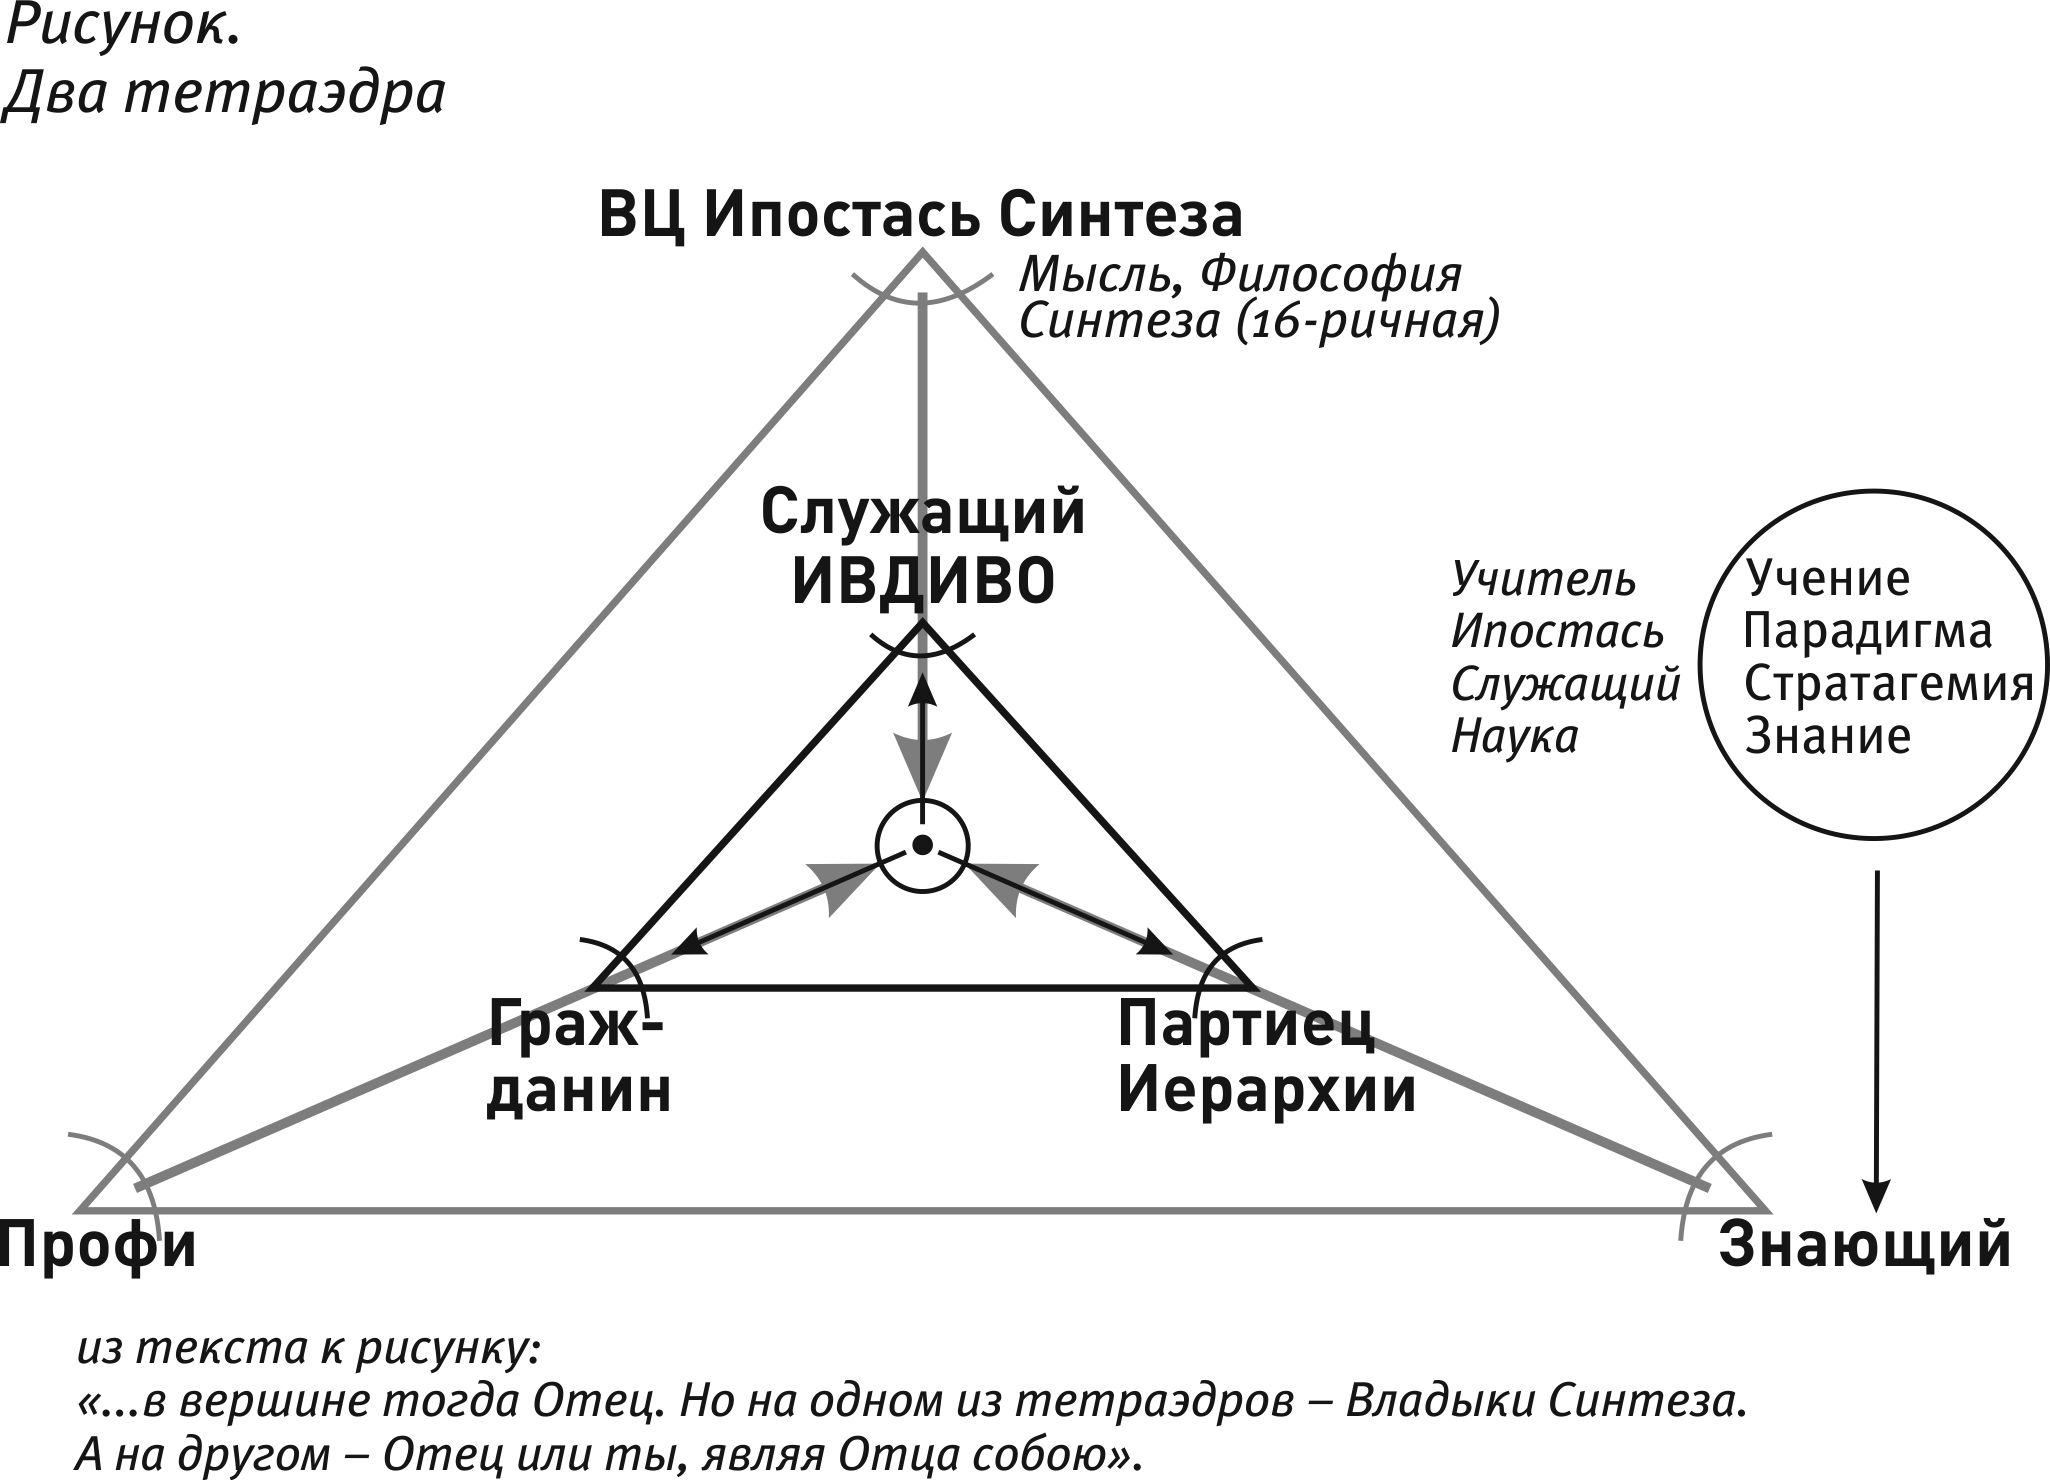 Рисунок.
Два тетраэдра
ВЦ Ипостась Синтеза
Мысль, Философия
Синтеза (16-ричная)
Служащий
ИВДИВО
Учитель
Ипостась
Служащий
Наука
Учение
Парадигма
Стратагемия
Знание
Граж-
данин
Партиец
Иерархии
Профи
Знающий
из текста к рисунку:
«...в вершине тогда Отец. Но на одном из тетраэдров – Владыки Синтеза.
А на другом – Отец или ты, являя Отца собою».